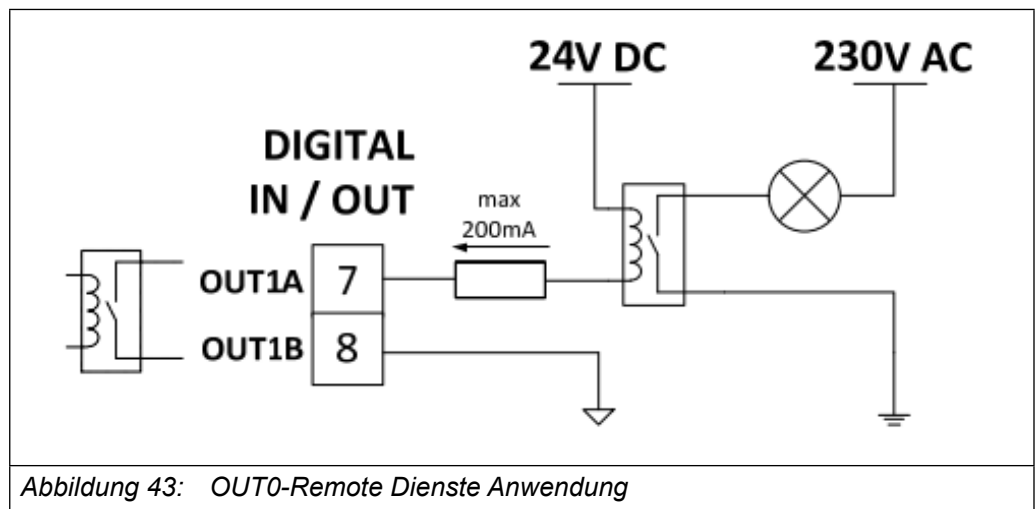 24V DC
230V AC
DIGITAL
IN / OUT
max
200mA
OUT1A
7
OUT1B
8
Abbildung 43: OUT0-Remote Dienste Anwendung